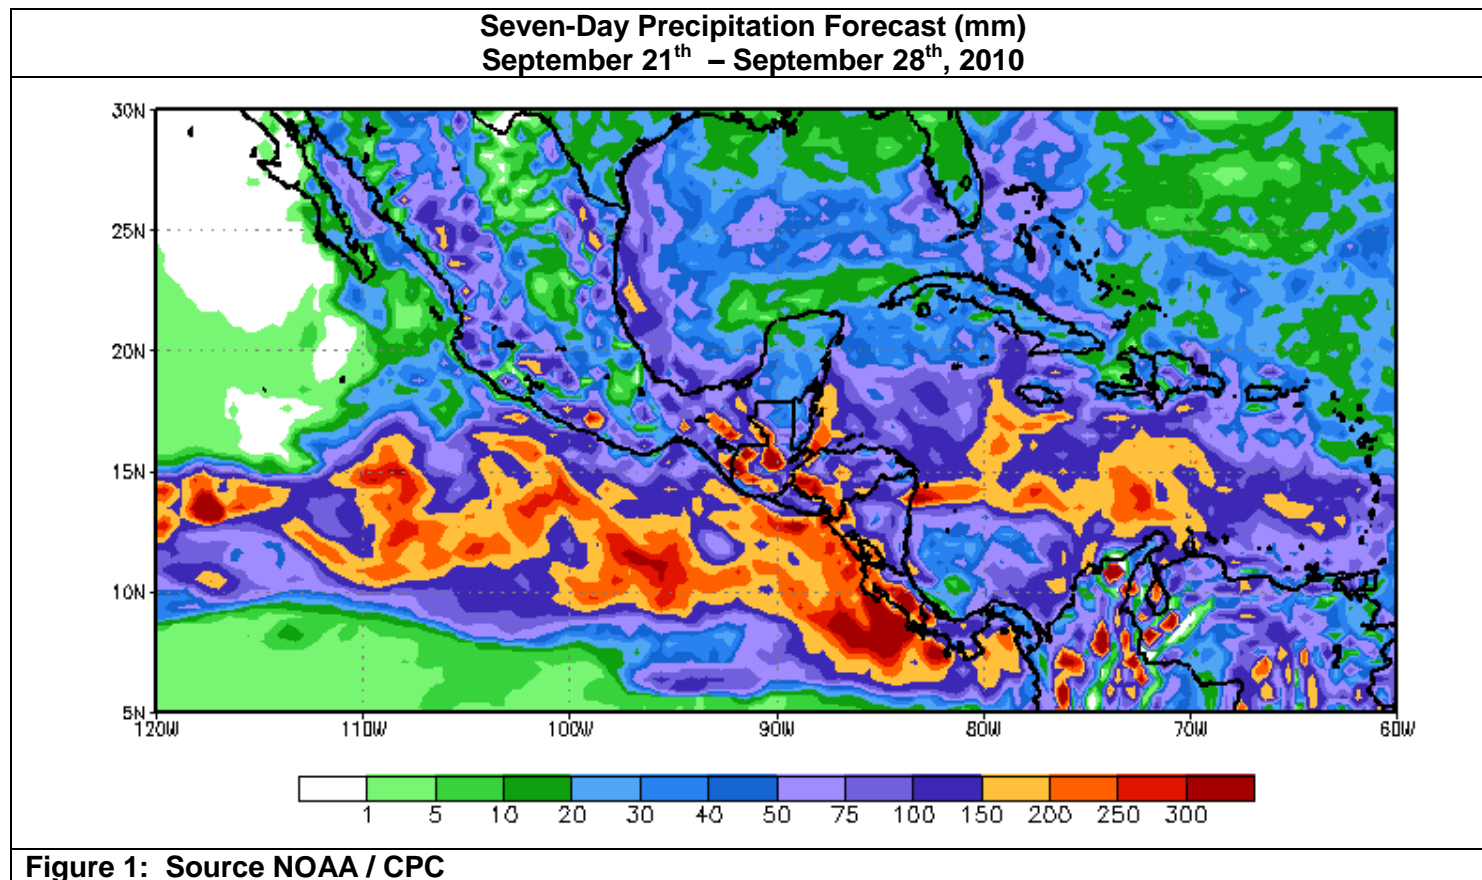 Seven-Day Precipitation Forecast (mm)
September 21th – September 28th, 2010
30N
25N
20N
15N
10N
5N
120W 110W 100W 90W 80W 70W 60W
1 5 10 20 30 40 50 75 100 150 200 250 300
Figure 1: Source NOAA / CPC